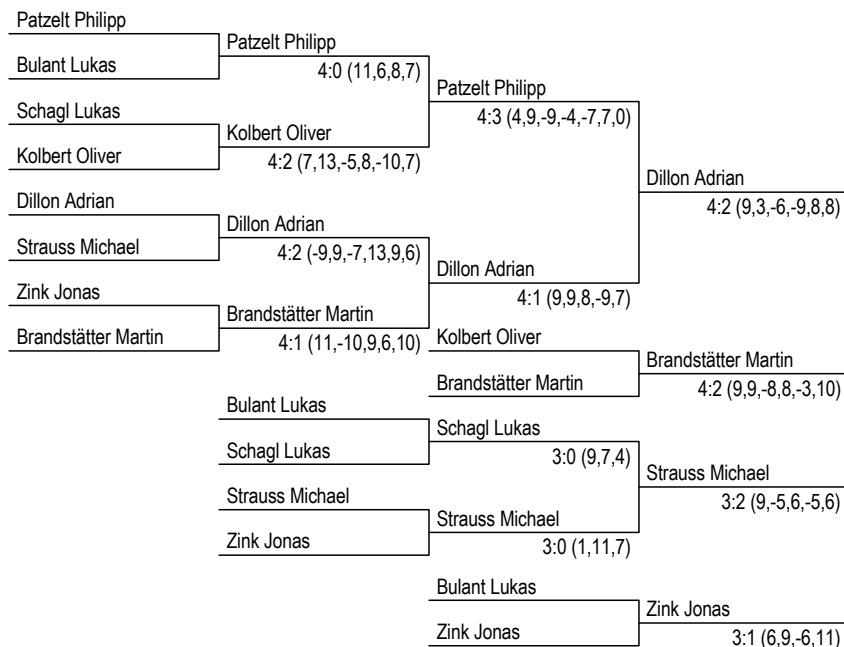 Patzelt Philipp
Bulant Lukas
Schagl Lukas
Kolbert Oliver
Dillon Adrian
Strauss Michael
Zink Jonas
Brandstätter Martin
Patzelt Philipp
4:0 (11,6,8,7)
Kolbert Oliver
4:2 (7,13,-5,8,-10,7)
Dillon Adrian
4:2 (-9,9,-7,13,9,6)
Brandstätter Martin
4:1 (11,-10,9,6,10)
Patzelt Philipp
4:3 (4,9,-9,-4,-7,7,0)
Dillon Adrian
4:1 (9,9,8,-9,7)
Dillon Adrian
4:2 (9,3,-6,-9,8,8)
Kolbert Oliver
Brandstätter Martin
Brandstätter Martin
4:2 (9,9,-8,8,-3,10)
Bulant Lukas
Schagl Lukas
Strauss Michael
Zink Jonas
Schagl Lukas
3:0 (9,7,4)
Strauss Michael
3:0 (1,11,7)
Strauss Michael
3:2 (9,-5,6,-5,6)
Bulant Lukas
Zink Jonas
Zink Jonas
3:1 (6,9,-6,11)